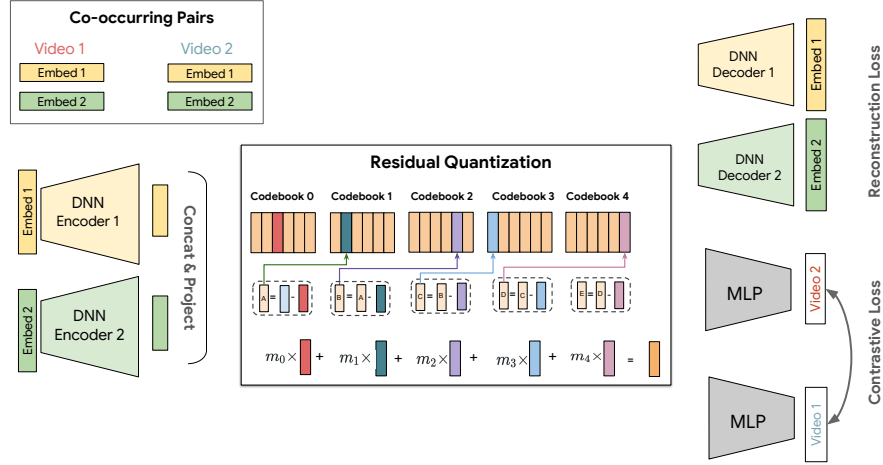 Co-occurring Pairs
Video 1 Video 2
Embed 1 Embed 1
Embed 2 Embed 2
Embed 1
DNN
Encoder 1
Embed 2
DNN
Encoder 2
Concat & Project
Residual Quantization
Codebook 0 Codebook 1 Codebook 2 Codebook 3 Codebook 4
A = - B = A - C = B - D = C - E = D -
m₀× + m₁× + m₂× + m₃× + m₄× =
DNN
Decoder 1
Embed 1
DNN
Decoder 2
Embed 2
Reconstruction Loss
MLP
Video 2
MLP
Video 1
Contrastive Loss